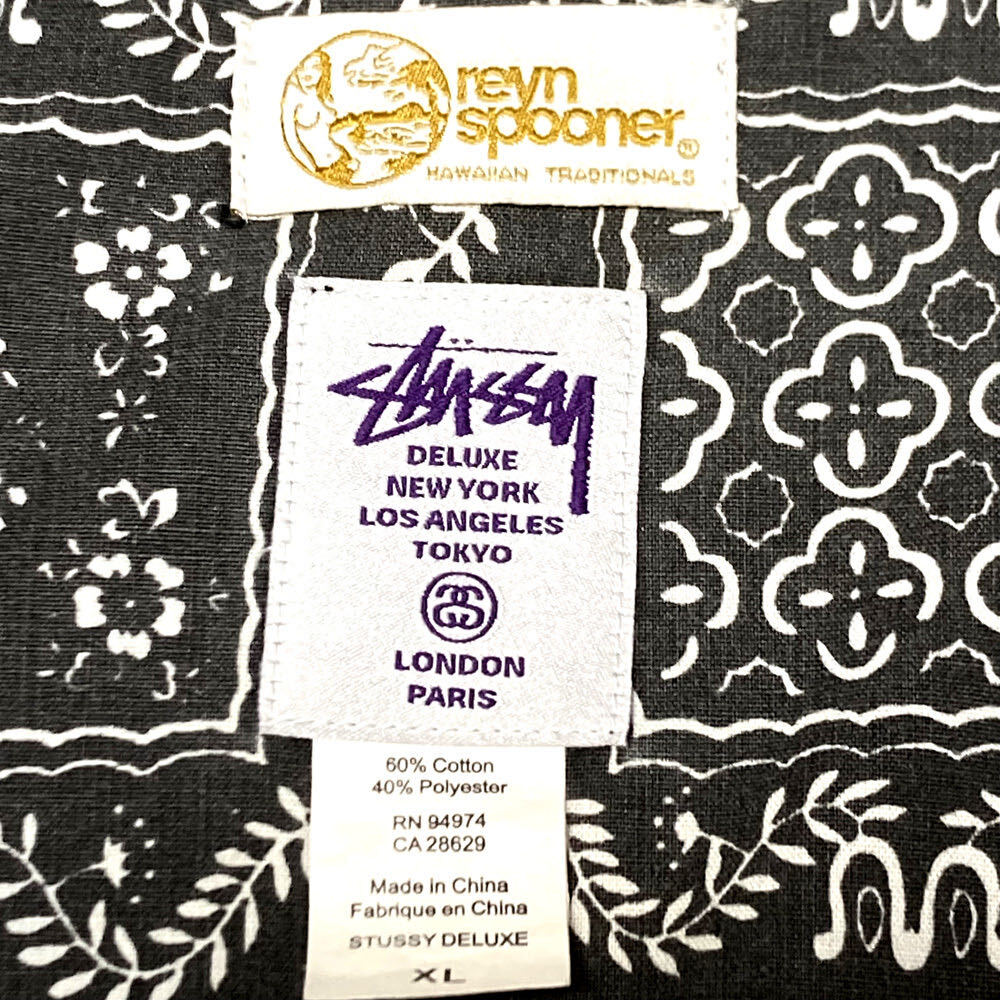 reyn
spooner®
HAWAIIAN TRADITIONALS
STÜSSY
DELUXE
NEW YORK
LOS ANGELES
TOKYO
LONDON
PARIS
60% Cotton
40% Polyester
RN 94974
CA 28629
Made in China
Fabrique en China
STUSSY DELUXE
XL